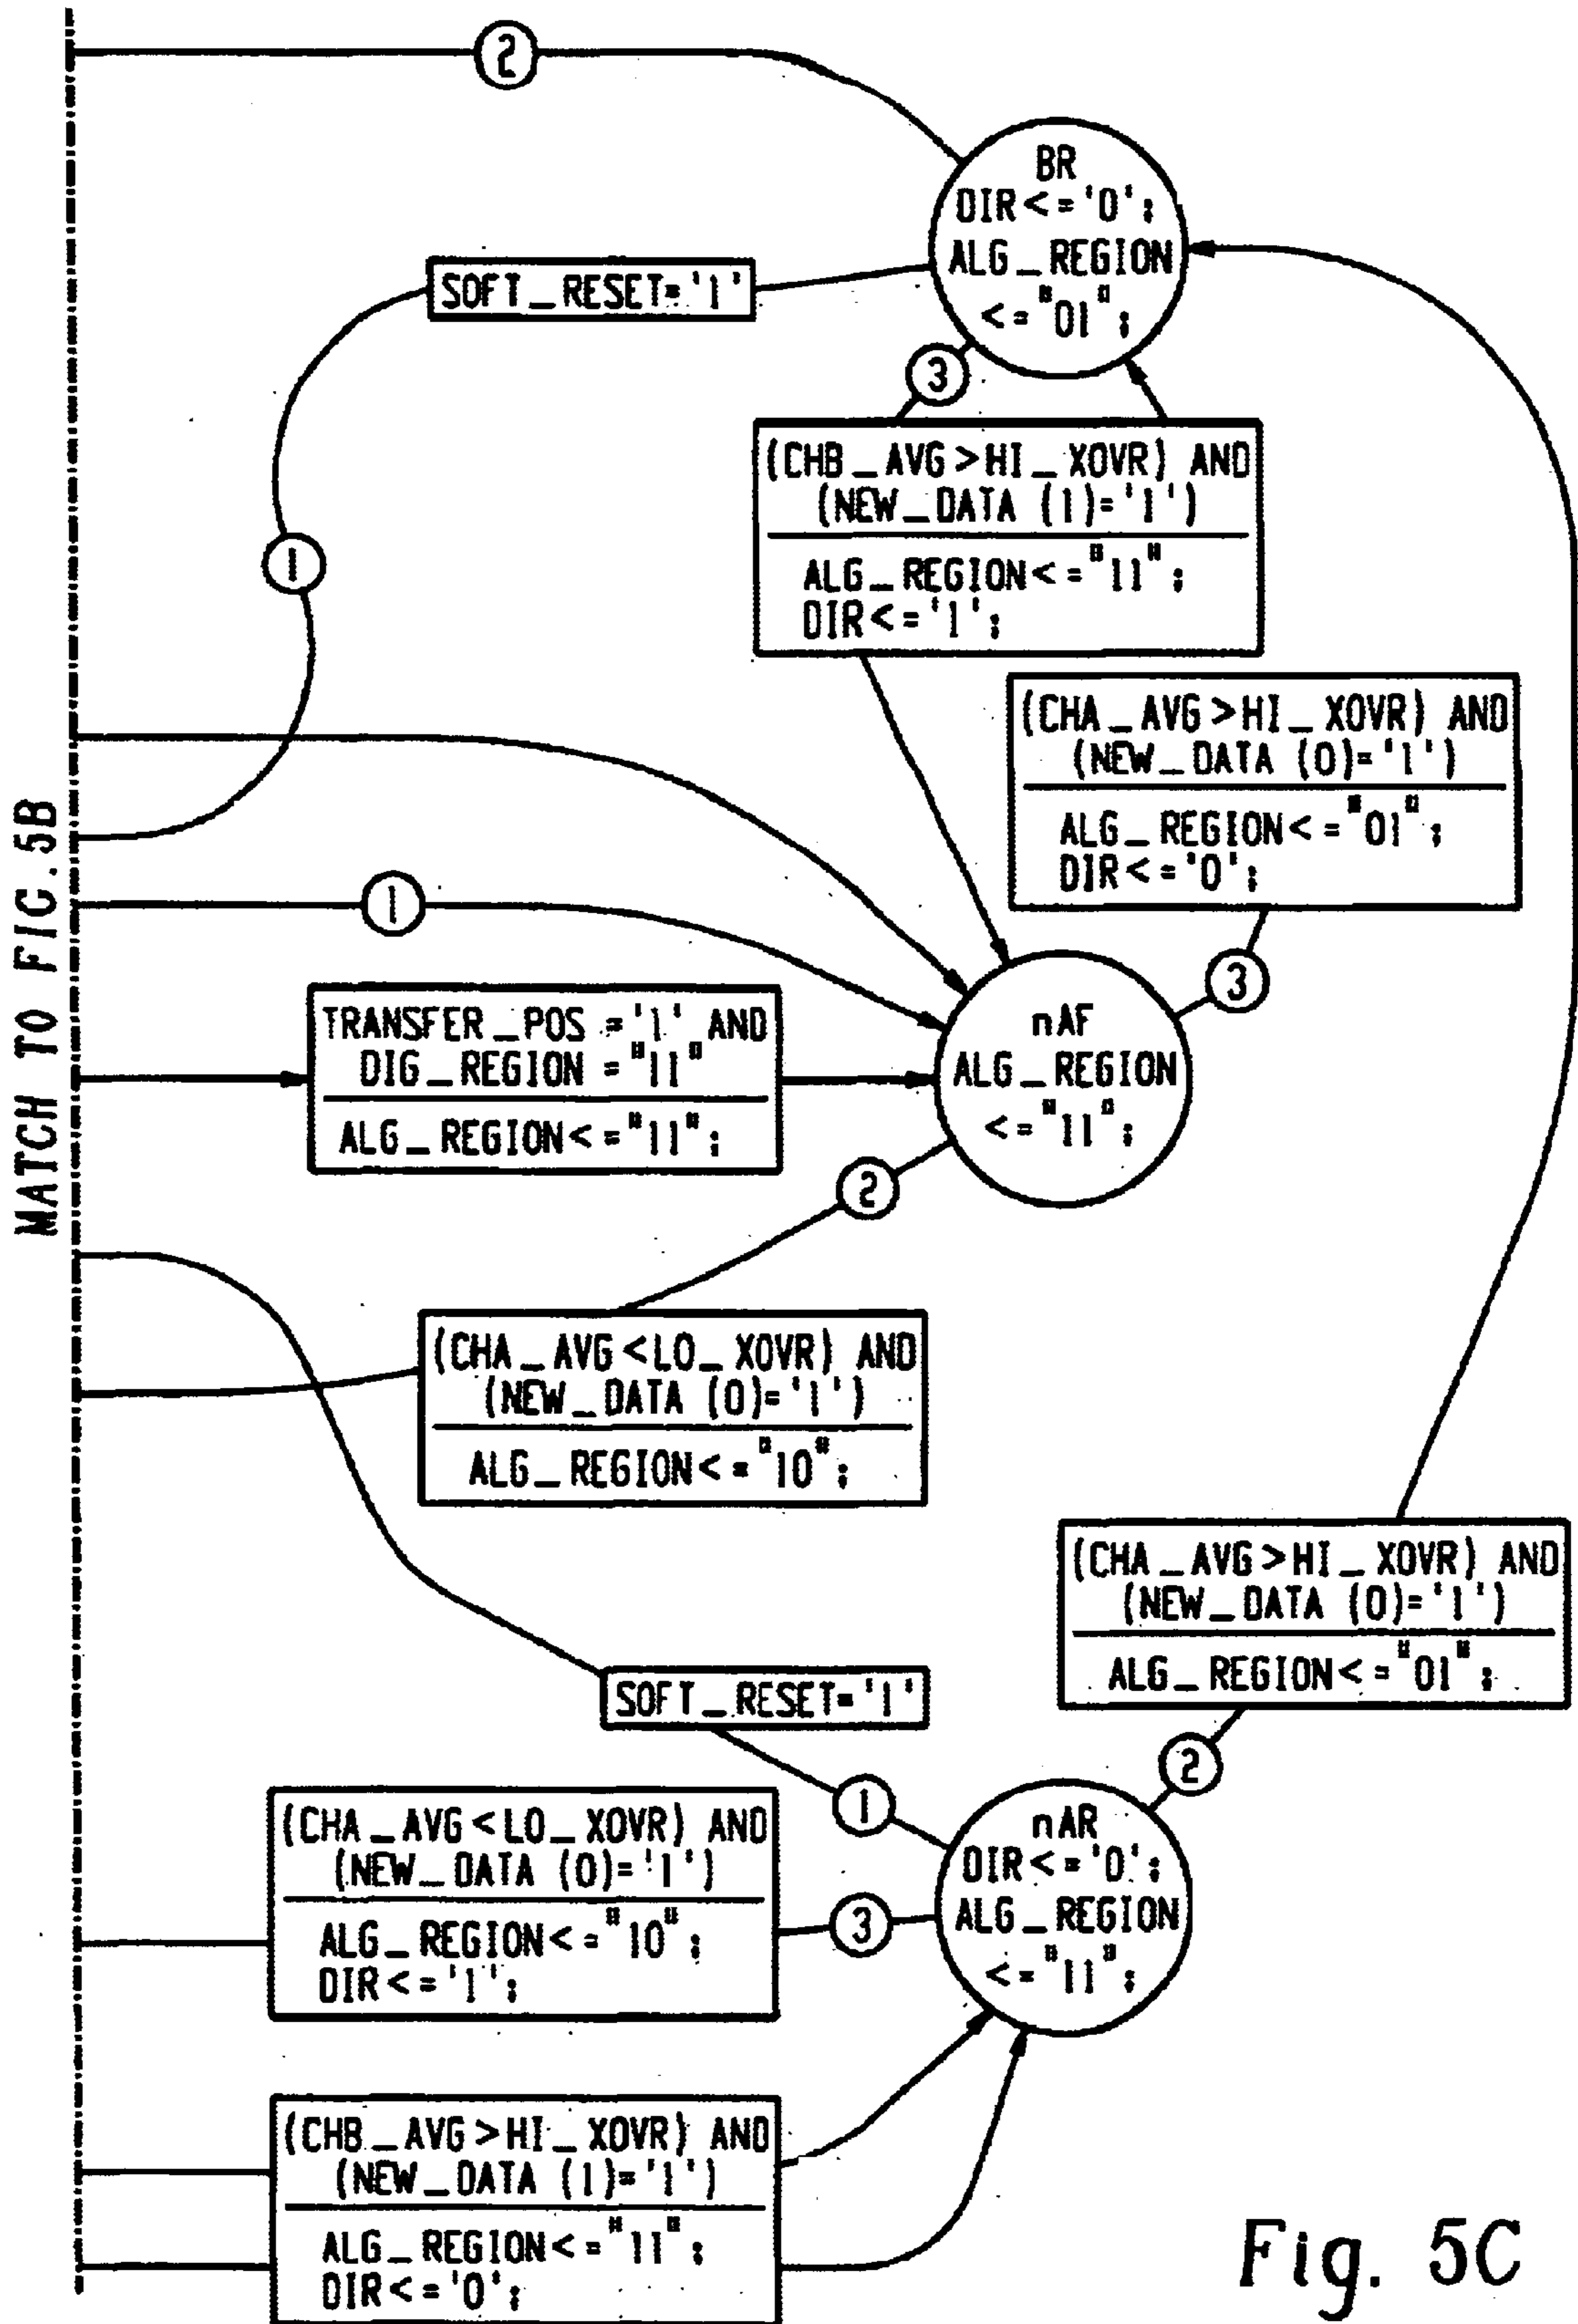 2
BR
DIR<='0';
ALG_REGION
<="01";
SOFT_RESET='1'
3
(CHB_AVG>HI_XOVR) AND
(NEW_DATA (1)='1')
ALG_REGION<="11";
DIR<='1';
1
(CHA_AVG>HI_XOVR) AND
(NEW_DATA (0)='1')
ALG_REGION<="01";
DIR<='0';
MATCH TO FIG.5B
1
3
TRANSFER_POS ='1' AND
DIG_REGION ="11"
ALG_REGION<="11";
nAF
ALG_REGION
<="11";
2
(CHA_AVG<LO_XOVR) AND
(NEW_DATA (0)='1')
ALG_REGION<="10";
(CHA_AVG>HI_XOVR) AND
(NEW_DATA (0)='1')
ALG_REGION<="01";
SOFT_RESET='1'
2
1
(CHA_AVG<LO_XOVR) AND
(NEW_DATA (0)='1')
ALG_REGION<="10";
DIR<='1';
3
nAR
DIR<='0';
ALG_REGION
<="11";
(CHB_AVG>HI_XOVR) AND
(NEW_DATA (1)='1')
ALG_REGION<="11";
DIR<='0';
Fig. 5C